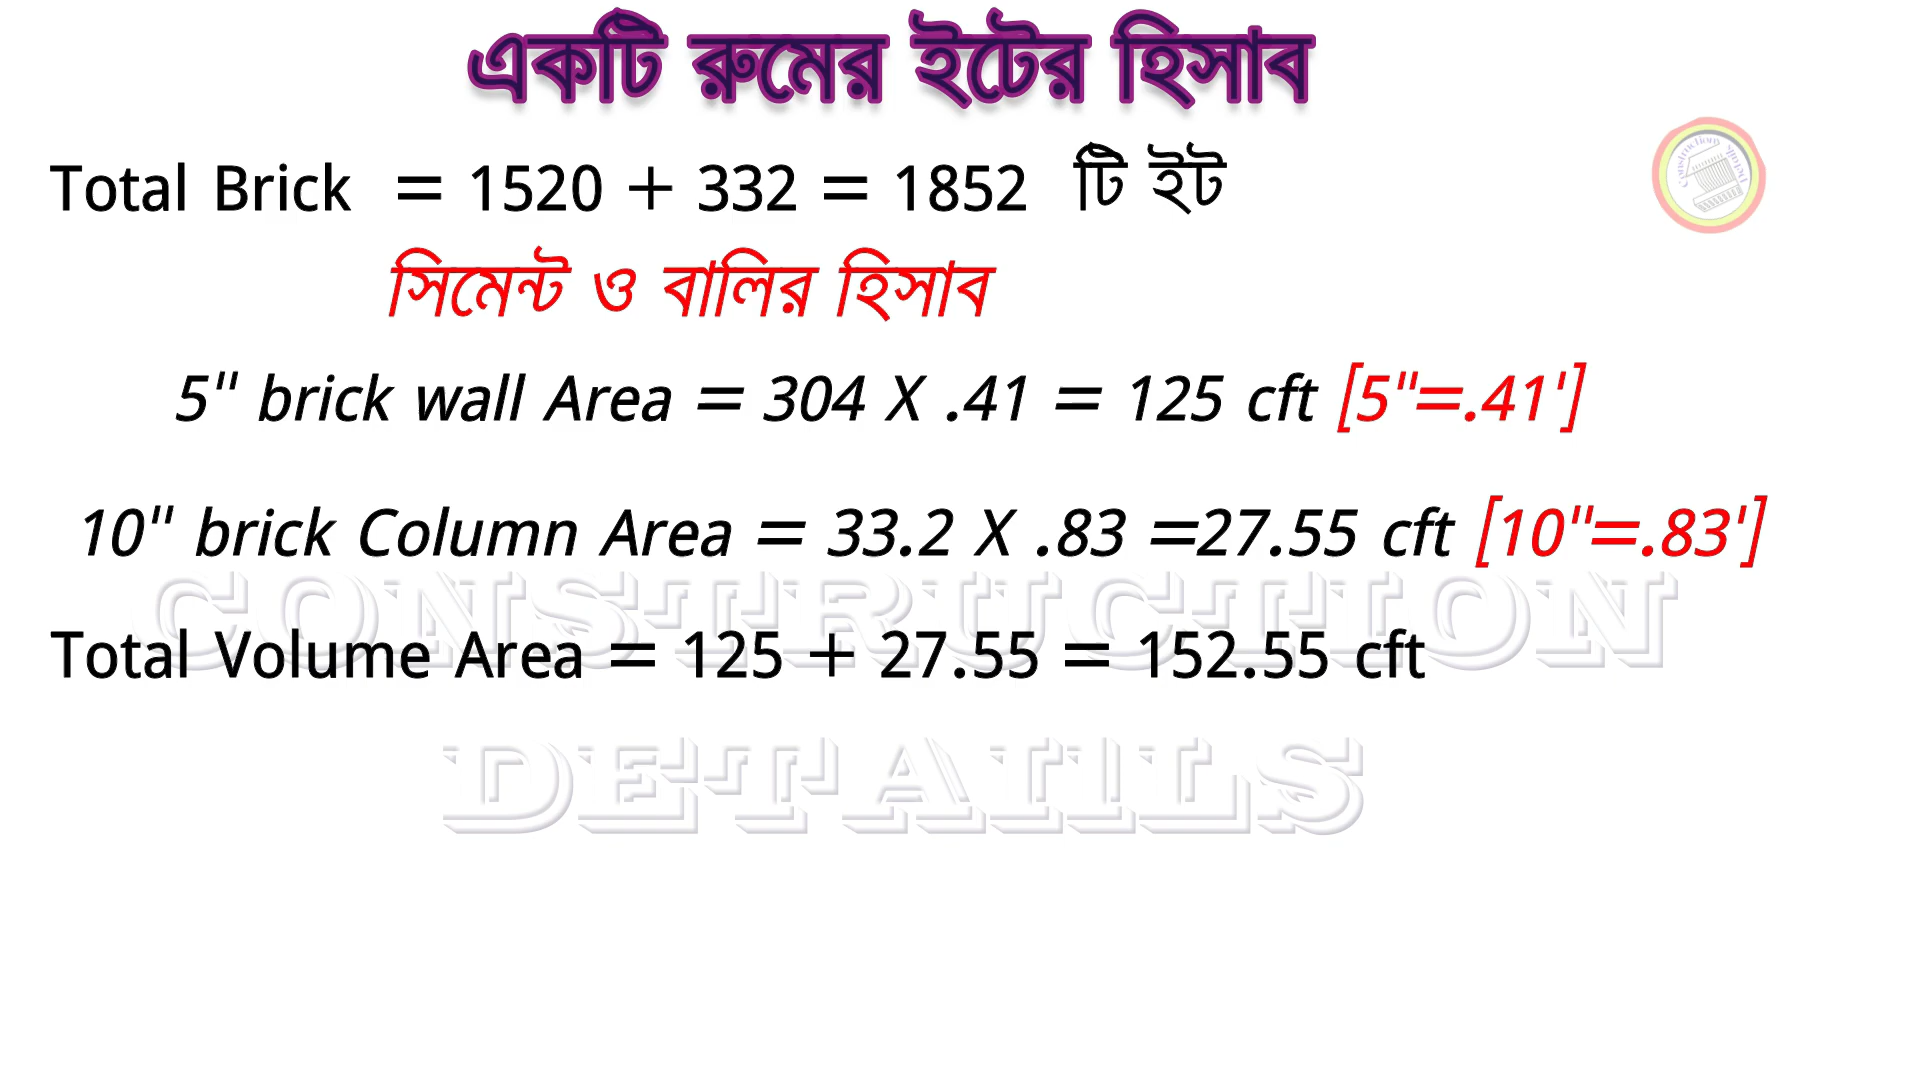 একটি রুমের ইটের হিসাব
Total Brick = 1520 + 332 = 1852 টি ইট
সিমেন্ট ও বালির হিসাব
5" brick wall Area = 304 X .41 = 125 cft [5"=.41']
10" brick Column Area = 33.2 X .83 =27.55 cft [10"=.83']
CONSTRUCTION
Total Volume Area = 125 + 27.55 = 152.55 cft
DETAILS
Construction Details